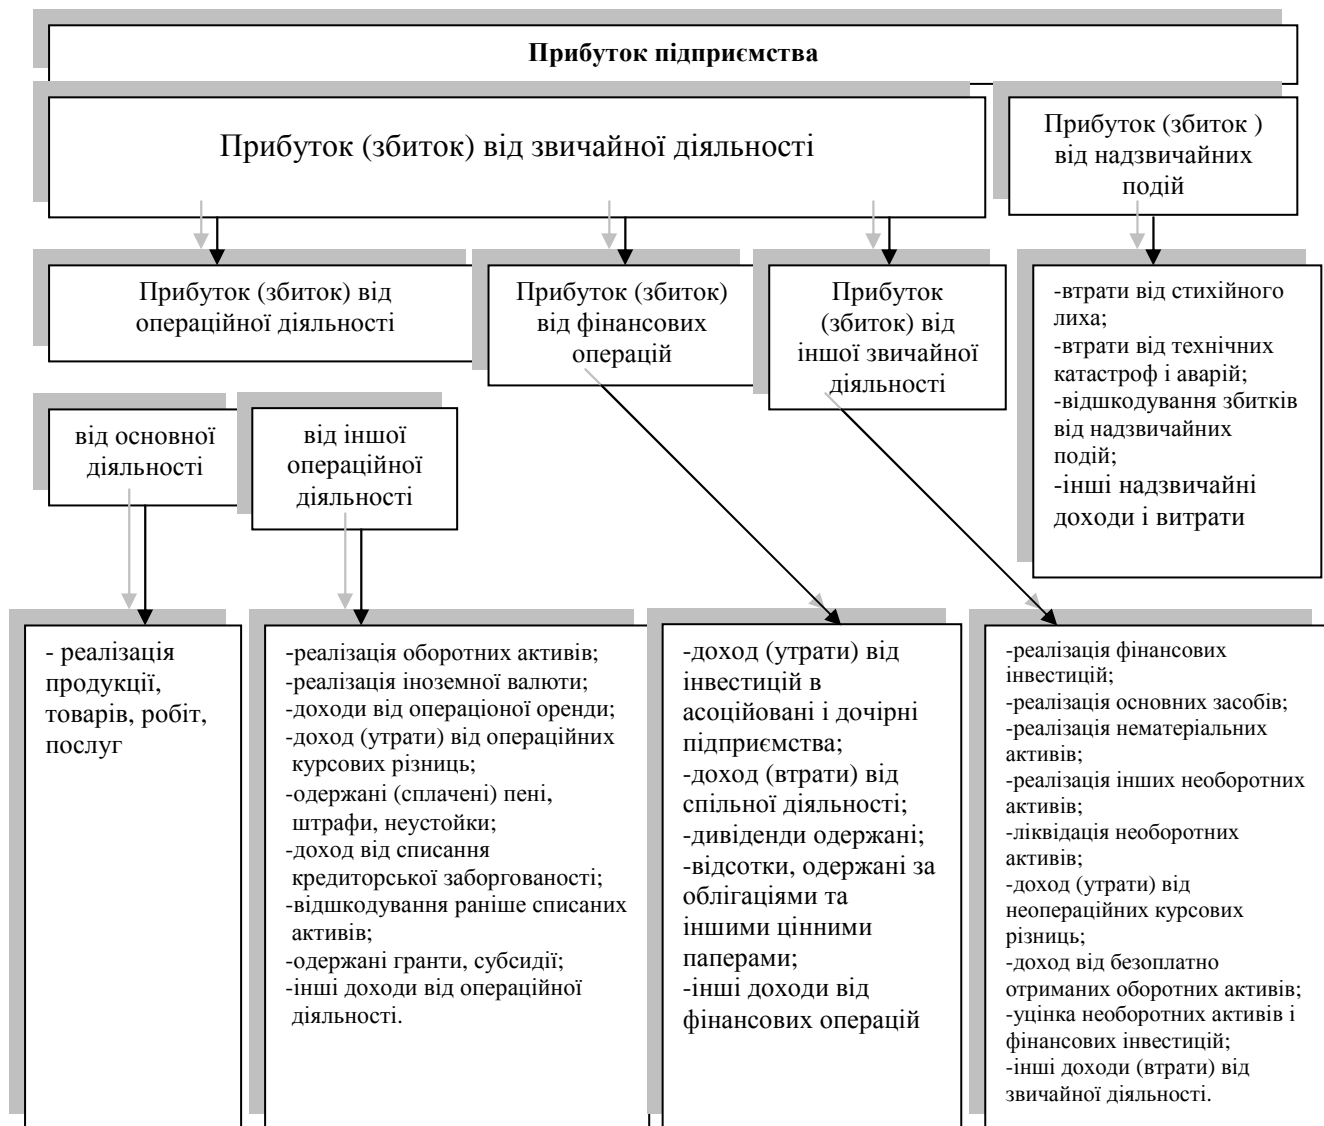 Прибуток підприємства
Прибуток (збиток) від звичайної діяльності
Прибуток (збиток )
від надзвичайних
подій
Прибуток (збиток) від
операційної діяльності
Прибуток (збиток)
від фінансових
операцій
Прибуток
(збиток) від
іншої звичайної
діяльності
-втрати від стихійного
лиха;
-втрати від технічних
катастроф і аварій;
-відшкодування збитків
від надзвичайних
подій;
-інші надзвичайні
доходи і витрати
від основної
діяльності
від іншої
операційної
діяльності
- реалізація
продукції,
товарів, робіт,
послуг
-реалізація оборотних активів;
-реалізація іноземної валюти;
-доходи від операціоної оренди;
-доход (утрати) від операційних
курсових різниць;
-одержані (сплачені) пені,
штрафи, неустойки;
-доход від списання
кредиторської заборгованості;
-відшкодування раніше списаних
активів;
-одержані гранти, субсидії;
-інші доходи від операційної
діяльності.
-доход (утрати) від
інвестицій в
асоційовані і дочірні
підприємства;
-доход (втрати) від
спільної діяльності;
-дивіденди одержані;
-відсотки, одержані за
облігаціями та
іншими цінними
паперами;
-інші доходи від
фінансових операцій
-реалізація фінансових
інвестицій;
-реалізація основних засобів;
-реалізація нематеріальних
активів;
-реалізація інших необоротних
активів;
-ліквідація необоротних
активів;
-доход (утрати) від
неопераційних курсових
різниць;
-доход від безоплатно
отриманих оборотних активів;
-уцінка необоротних активів і
фінансових інвестицій;
-інші доходи (втрати) від
звичайної діяльності.